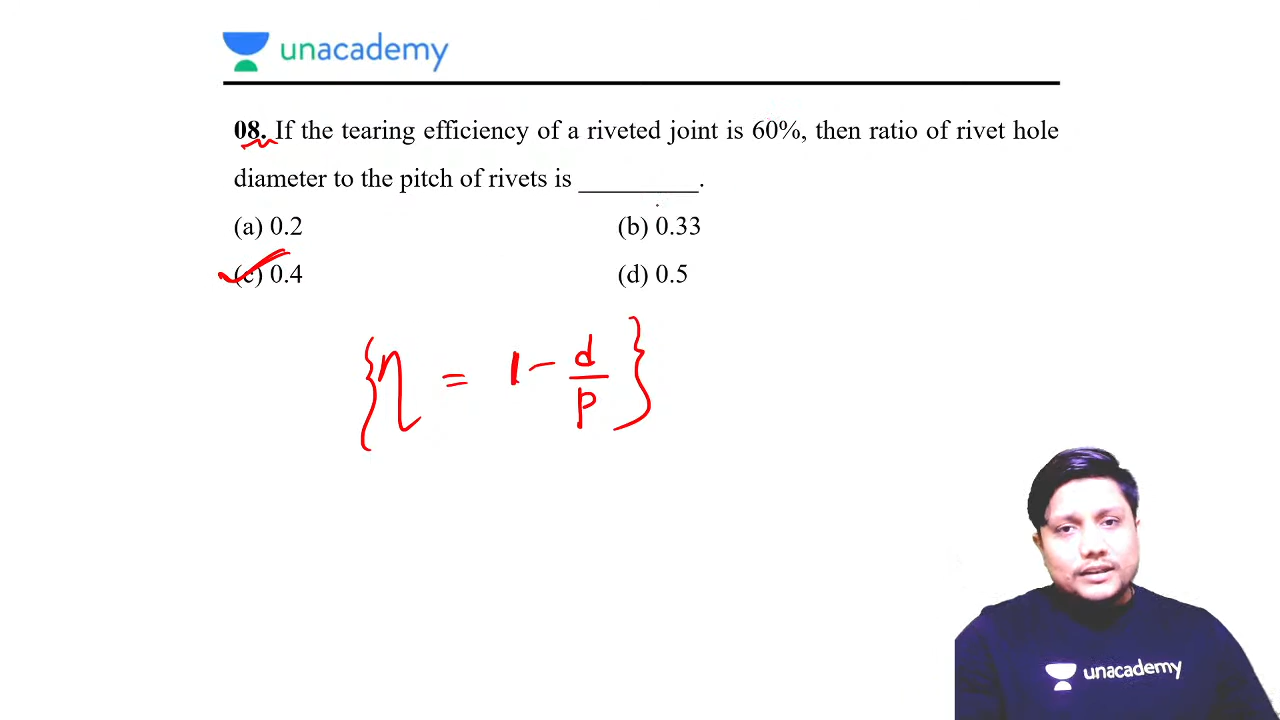 unacademy
08. If the tearing efficiency of a riveted joint is 60%, then ratio of rivet hole
diameter to the pitch of rivets is _________.
(a) 0.2 (b) 0.33
(c) 0.4 (d) 0.5
{η = 1 - d/p}
unacademy